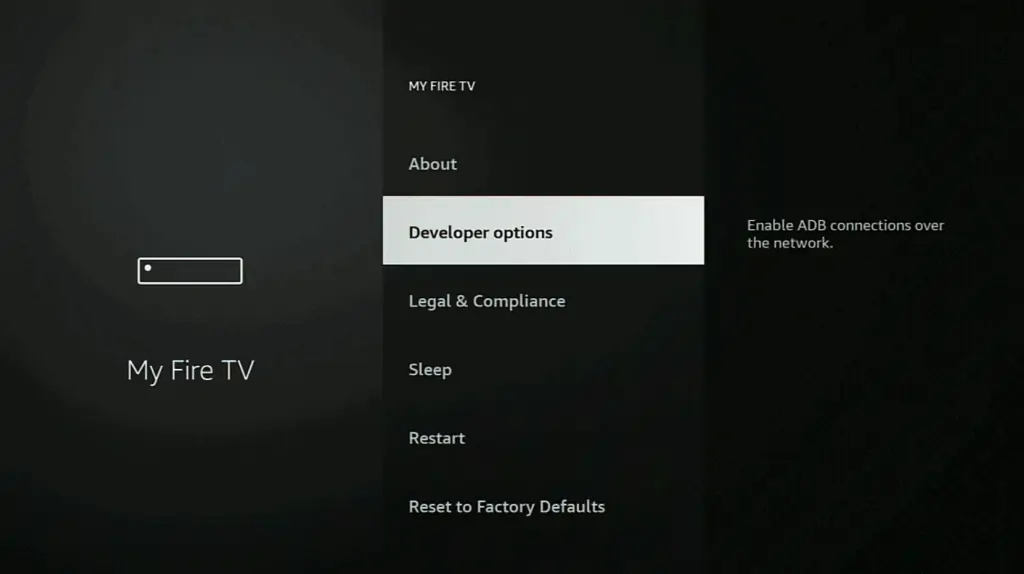 MY FIRE TV
About
Developer options
Enable ADB connections over
the network.
Legal & Compliance
My Fire TV
Sleep
Restart
Reset to Factory Defaults